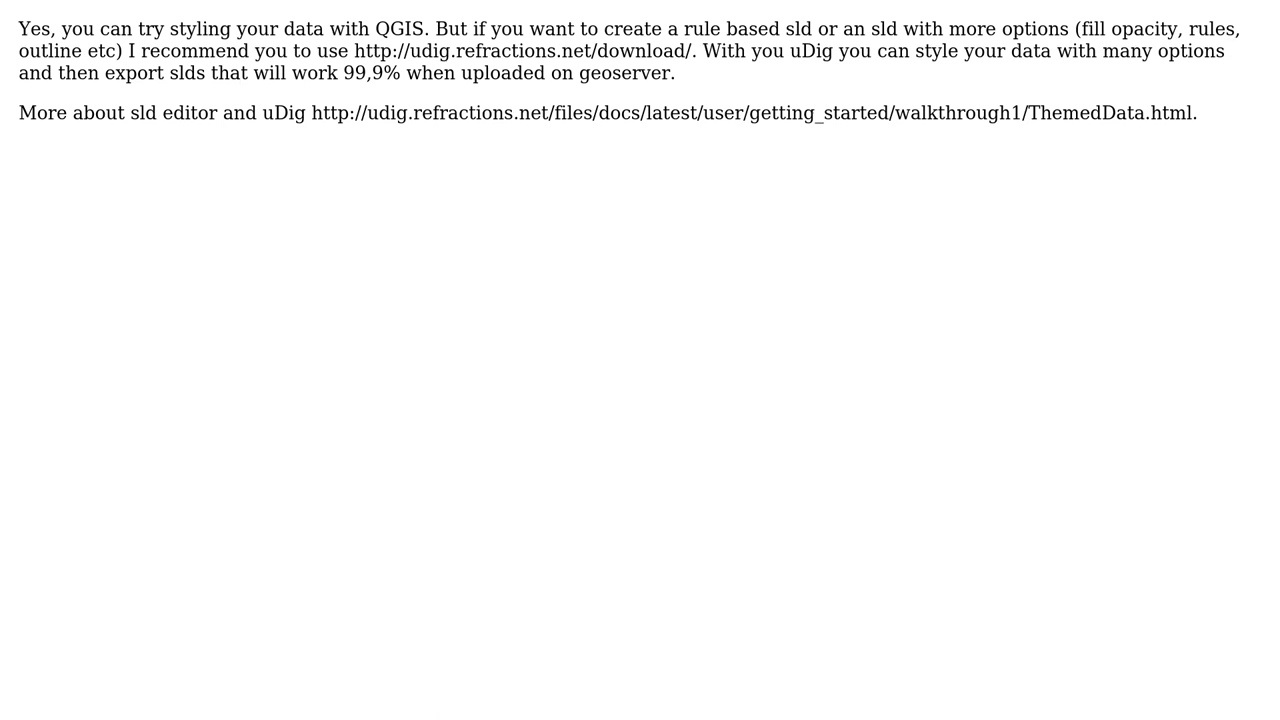 Yes, you can try styling your data with QGIS. But if you want to create a rule based sld or an sld with more options (fill opacity, rules,
outline etc) I recommend you to use http://udig.refractions.net/download/. With you uDig you can style your data with many options
and then export slds that will work 99,9% when uploaded on geoserver.
More about sld editor and uDig http://udig.refractions.net/files/docs/latest/user/getting_started/walkthrough1/ThemedData.html.